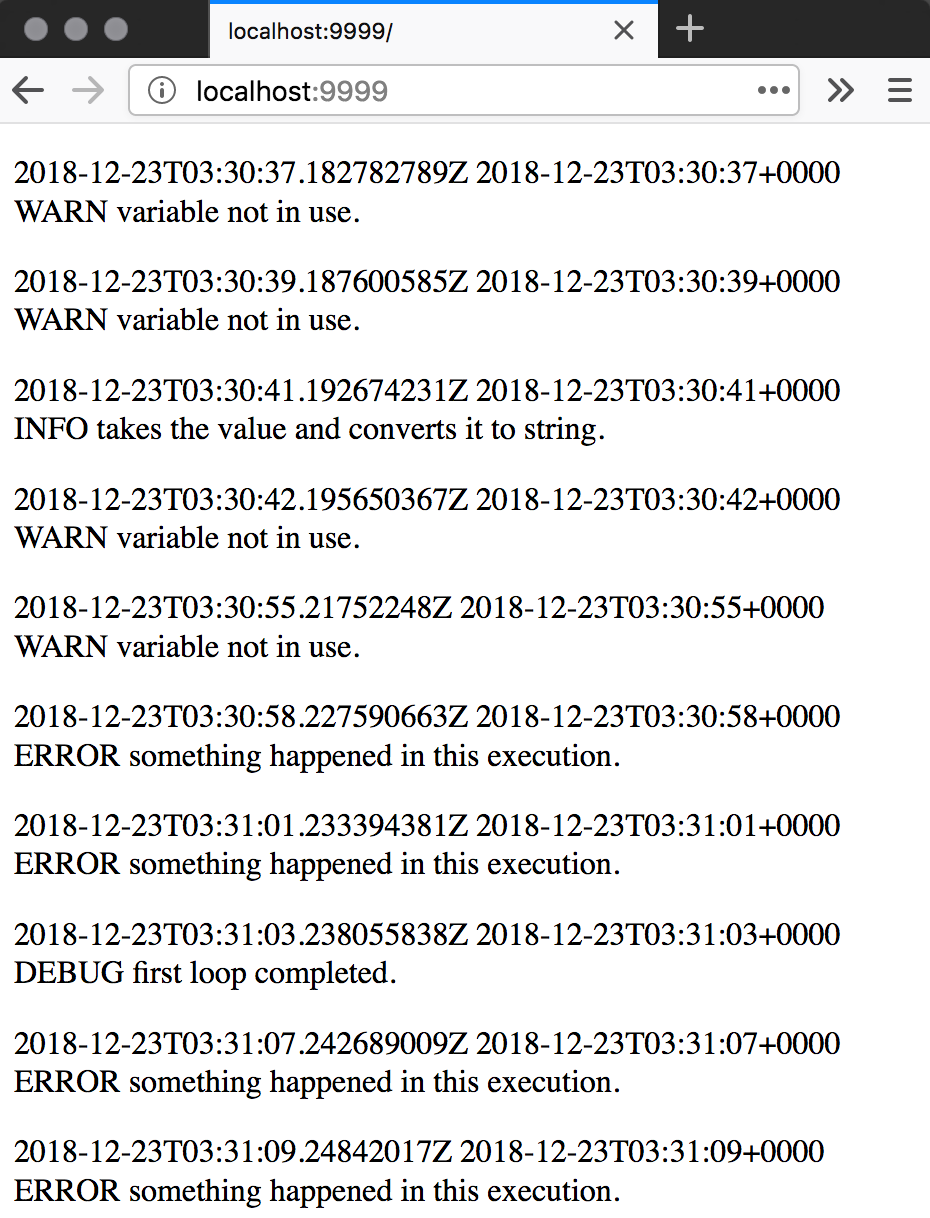 localhost:9999/
localhost:9999
2018-12-23T03:30:37.182782789Z 2018-12-23T03:30:37+0000
WARN variable not in use.
2018-12-23T03:30:39.187600585Z 2018-12-23T03:30:39+0000
WARN variable not in use.
2018-12-23T03:30:41.192674231Z 2018-12-23T03:30:41+0000
INFO takes the value and converts it to string.
2018-12-23T03:30:42.195650367Z 2018-12-23T03:30:42+0000
WARN variable not in use.
2018-12-23T03:30:55.21752248Z 2018-12-23T03:30:55+0000
WARN variable not in use.
2018-12-23T03:30:58.227590663Z 2018-12-23T03:30:58+0000
ERROR something happened in this execution.
2018-12-23T03:31:01.233394381Z 2018-12-23T03:31:01+0000
ERROR something happened in this execution.
2018-12-23T03:31:03.238055838Z 2018-12-23T03:31:03+0000
DEBUG first loop completed.
2018-12-23T03:31:07.242689009Z 2018-12-23T03:31:07+0000
ERROR something happened in this execution.
2018-12-23T03:31:09.24842017Z 2018-12-23T03:31:09+0000
ERROR something happened in this execution.